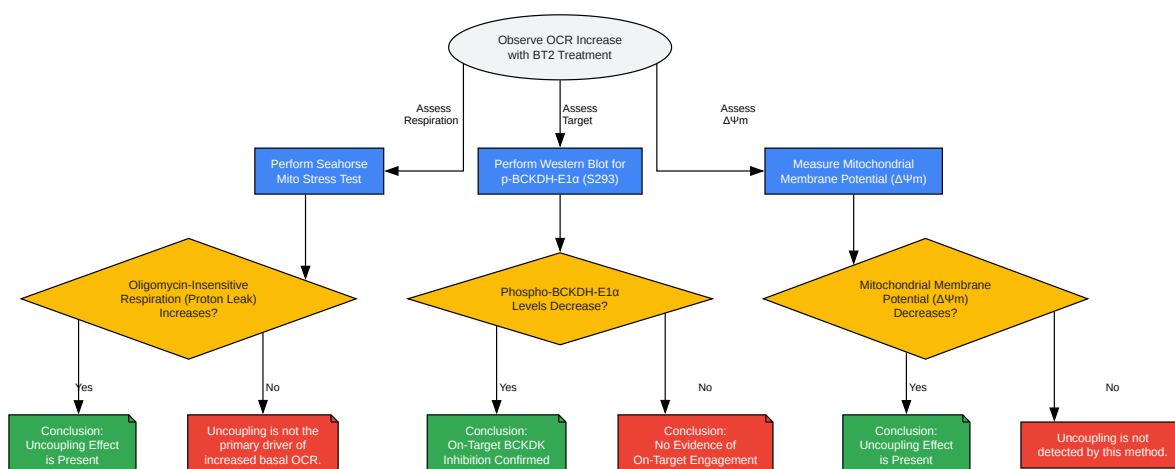 Observe OCR Increase
with BT2 Treatment
Assess
Respiration
Assess
Target
Assess
ΔΨm
Perform Seahorse
Mito Stress Test
Perform Western Blot for
p-BCKDH-E1α (S293)
Measure Mitochondrial
Membrane Potential (ΔΨm)
Oligomycin-Insensitive
Respiration (Proton Leak)
Increases?
Phospho-BCKDH-E1α
Levels Decrease?
Mitochondrial Membrane
Potential (ΔΨm)
Decreases?
Yes
No
Yes
No
Yes
No
Conclusion:
Uncoupling Effect
is Present
Uncoupling is not the
primary driver of
increased basal OCR.
Conclusion:
On-Target BCKDK
Inhibition Confirmed
Conclusion:
No Evidence of
On-Target Engagement
Conclusion:
Uncoupling Effect
is Present
Uncoupling is not
detected by this method.